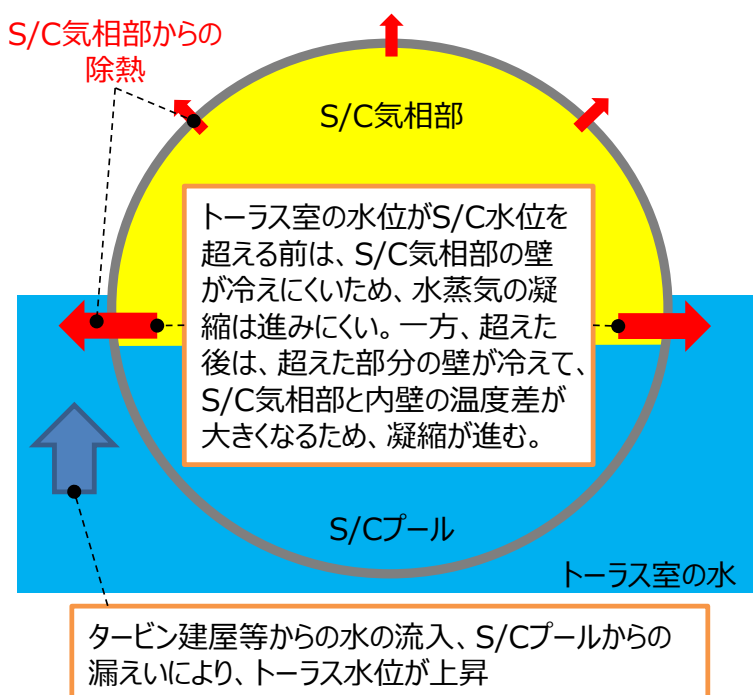 S/C気相部からの
除熱
S/C気相部
トーラス室の水位がS/C水位を
超える前は、S/C気相部の壁
が冷えにくいため、水蒸気の凝
縮は進みにくい。一方、超えた
後は、超えた部分の壁が冷えて、
S/C気相部と内壁の温度差が
大きくなるため、凝縮が進む。
S/Cプール
トーラス室の水
タービン建屋等からの水の流入、S/Cプールからの
漏えいにより、トーラス水位が上昇